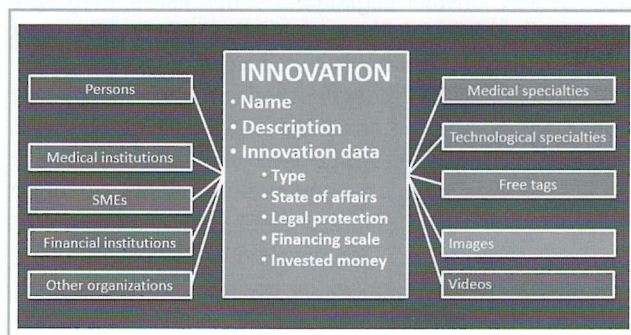 Persons
Medical institutions
SMEs
Financial institutions
Other organizations
INNOVATION
• Name
• Description
• Innovation data
• Type
• State of affairs
• Legal protection
• Financing scale
• Invested money
Medical specialties
Technological specialties
Free tags
Images
Videos